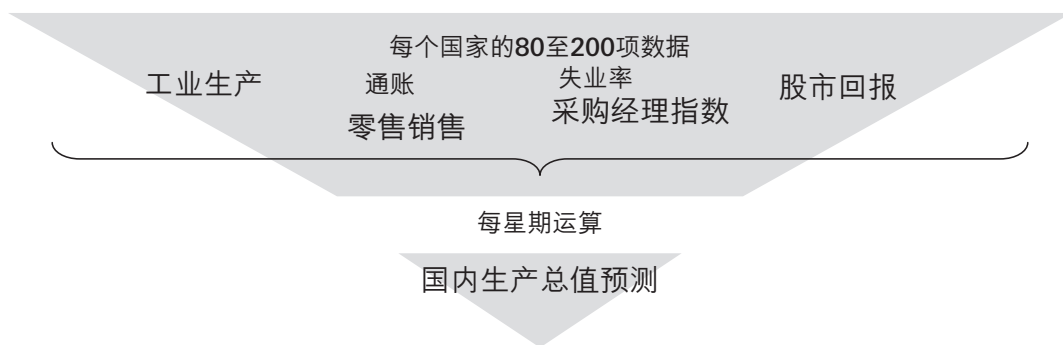 每个国家的80至200项数据
工业生产
通账
失业率
股市回报
零售销售
采购经理指数
每星期运算
国内生产总值预测